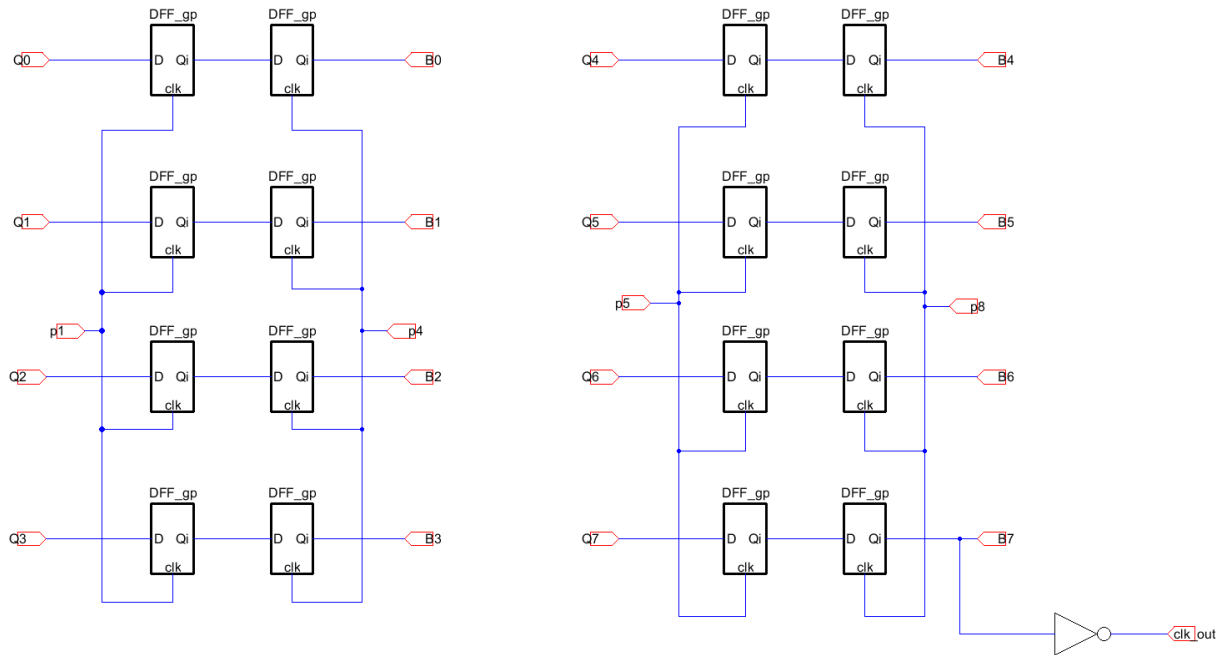 DFF_gp DFF_gp DFF_gp DFF_gp
Q0 D Qi D Qi B0 Q4 D Qi D Qi B4
clk clk clk clk
DFF_gp DFF_gp DFF_gp DFF_gp
Q1 D Qi D Qi B1 Q5 D Qi D Qi B5
clk clk clk clk
p5 p8
p1 p4
DFF_gp DFF_gp DFF_gp DFF_gp
Q2 D Qi D Qi B2 Q6 D Qi D Qi B6
clk clk clk clk
DFF_gp DFF_gp DFF_gp DFF_gp
Q3 D Qi D Qi B3 Q7 D Qi D Qi B7
clk clk clk clk
clk_out